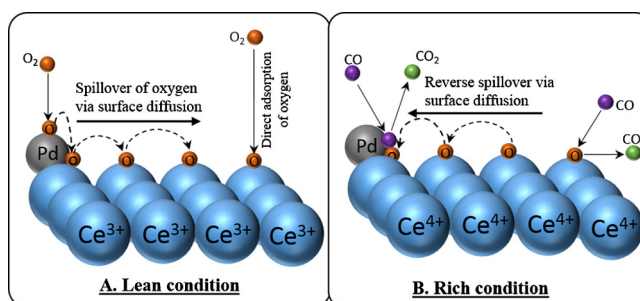 O₂
O₂
Spillover of oxygen
via surface diffusion
Direct adsorption
of oxygen
O
Pd
O
O
O
O
Ce³⁺
Ce³⁺
Ce³⁺
Ce³⁺
A. Lean condition
CO
CO₂
Reverse spillover via
surface diffusion
CO
Pd
O
O
O
O
CO
Ce⁴⁺
Ce⁴⁺
Ce⁴⁺
Ce⁴⁺
B. Rich condition